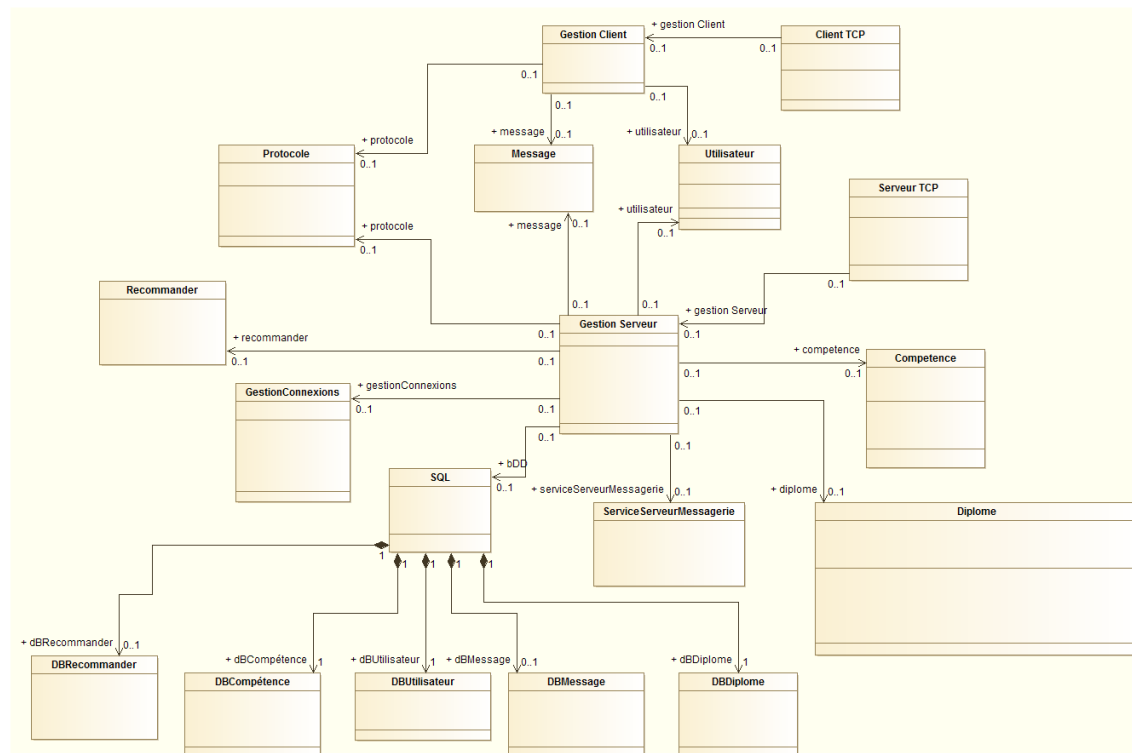 + gestion Client
Gestion Client
Client TCP
0..1
0..1
0..1
0..1
0..1
0..1
+ protocole
0..1
+ message
0..1
+ utilisateur
0..1
Protocole
Message
Utilisateur
Serveur TCP
+ protocole
0..1
+ message
0..1
+ utilisateur
0..1
0..1
Recommander
0..1
0..1
+ gestion Serveur
0..1
Gestion Serveur
0..1
+ recommander
0..1
0..1
+ competence
0..1
0..1
Competence
GestionConnexions
+ gestionConnexions
0..1
0..1
0..1
0..1
0..1
+ bDD
0..1
SQL
+ serviceServeurMessagerie
0..1
+ diplome
0..1
ServiceServeurMessagerie
Diplome
1
1
1
1
1
+ dBRecommander
0..1
DBRecommander
+ dBCompétence
1
+ dBUtilisateur
1
+ dBMessage
0..1
+ dBDiplome
1
DBCompétence
DBUtilisateur
DBMessage
DBDiplome